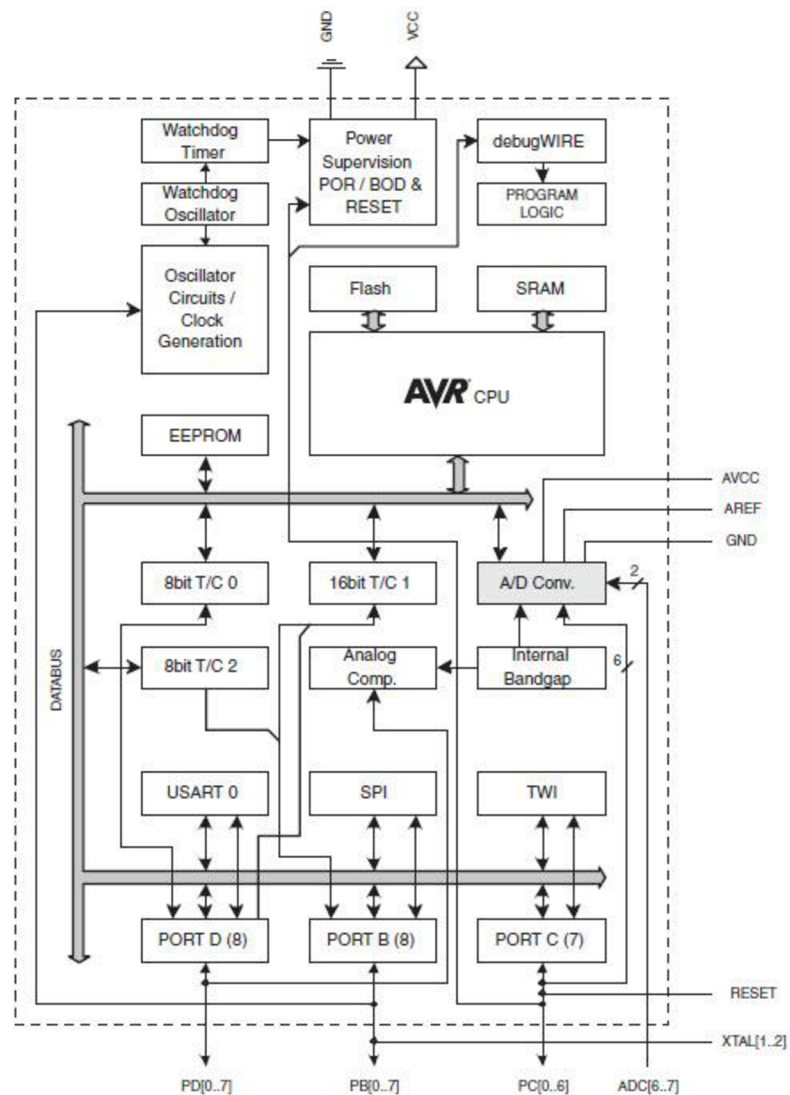 GND
VCC
Watchdog
Timer
Power
Supervision
POR / BOD &
RESET
debugWIRE
Watchdog
Oscillator
PROGRAM
LOGIC
Oscillator
Circuits /
Clock
Generation
Flash
SRAM
AVR CPU
EEPROM
AVCC
AREF
GND
8bit T/C 0
16bit T/C 1
A/D Conv.
2
DATABUS
8bit T/C 2
Analog
Comp.
Internal
Bandgap
6
USART 0
SPI
TWI
PORT D (8)
PORT B (8)
PORT C (7)
RESET
XTAL[1..2]
PD[0..7]
PB[0..7]
PC[0..6]
ADC[6..7]